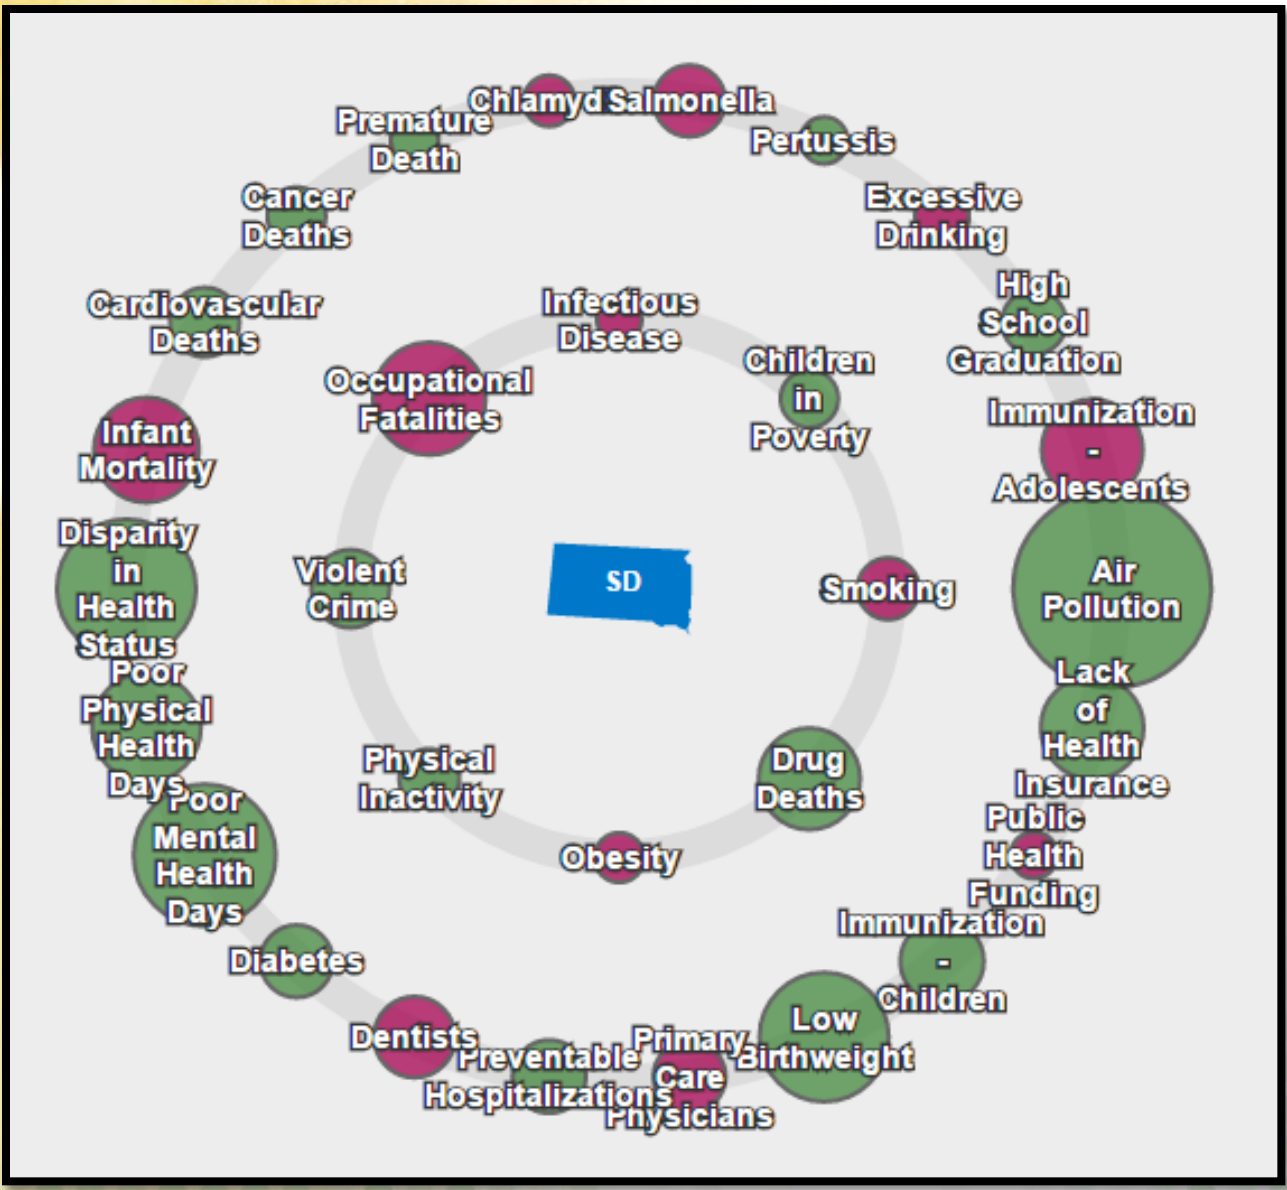 Chlamyd
Salmonella
Premature
Death
Pertussis
Cancer
Deaths
Excessive
Drinking
Cardiovascular
Deaths
High
School
Graduation
Infectious
Disease
Occupational
Fatalities
Children
in
Poverty
Infant
Mortality
Immunization
-
Adolescents
Disparity
in
Health
Status
Violent
Crime
SD
Smoking
Air
Pollution
Poor
Physical
Health
Days
Lack
of
Health
Insurance
Physical
Inactivity
Drug
Deaths
Poor
Mental
Health
Days
Obesity
Public
Health
Funding
Diabetes
Immunization
-
Children
Dentists
Preventable
Hospitalizations
Primary
Care
Physicians
Low
Birthweight